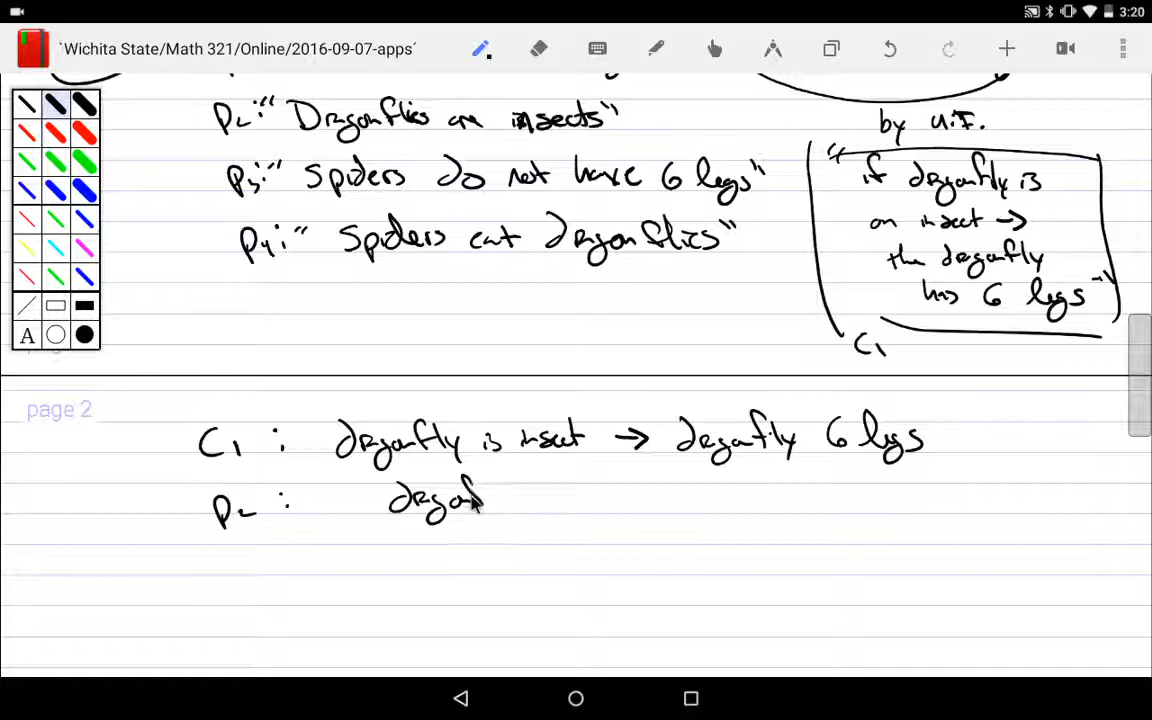 3:20
`Wichita State/Math 321/Online/2016-09-07-apps´
P2: "Dragonflies are insects"
by U.I.
P3: "Spiders do not have 6 legs"
"if dragonfly is
an insect →
the dragonfly
has 6 legs"
P4: "Spiders eat dragonflies"
C1
A
page 2
C1 : dragonfly is insect → dragonfly 6 legs
P2 : dragonf